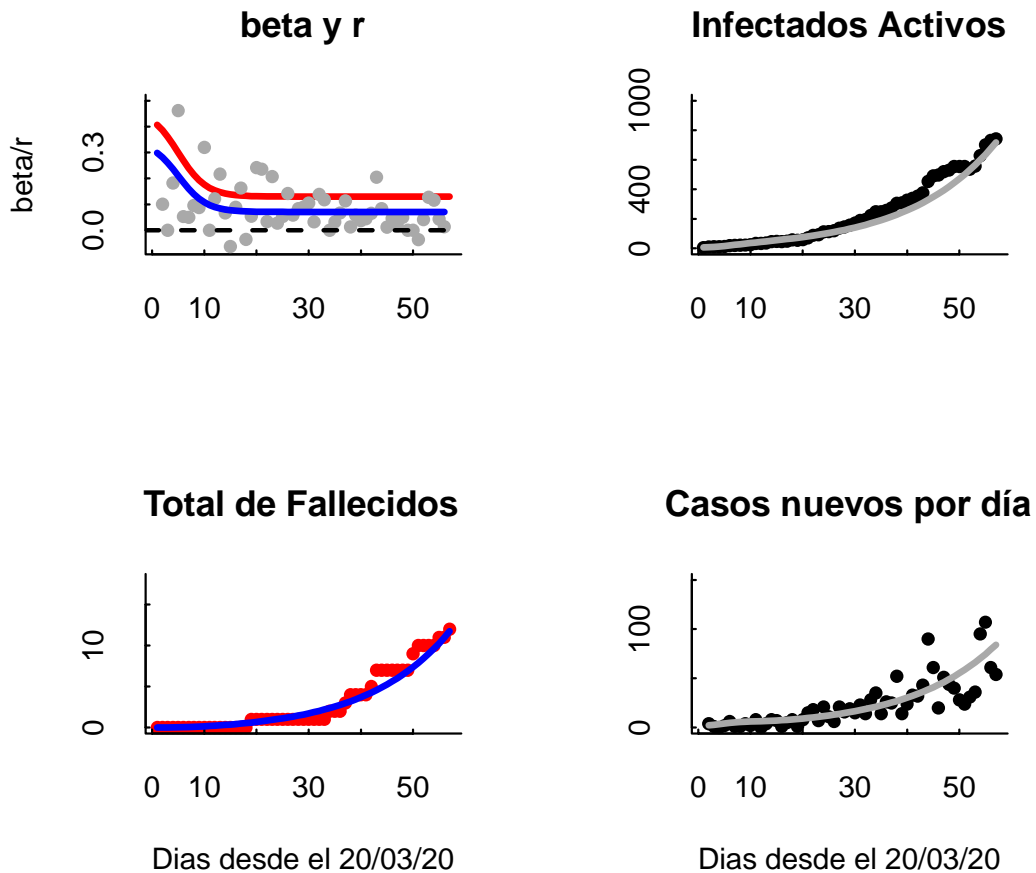 beta y r
beta/r
0.3
0.0
0 10 30 50
Infectados Activos
1000
400
0
0 10 30 50
Total de Fallecidos
10
0
0 10 30 50
Dias desde el 20/03/20
Casos nuevos por día
100
0
0 10 30 50
Dias desde el 20/03/20